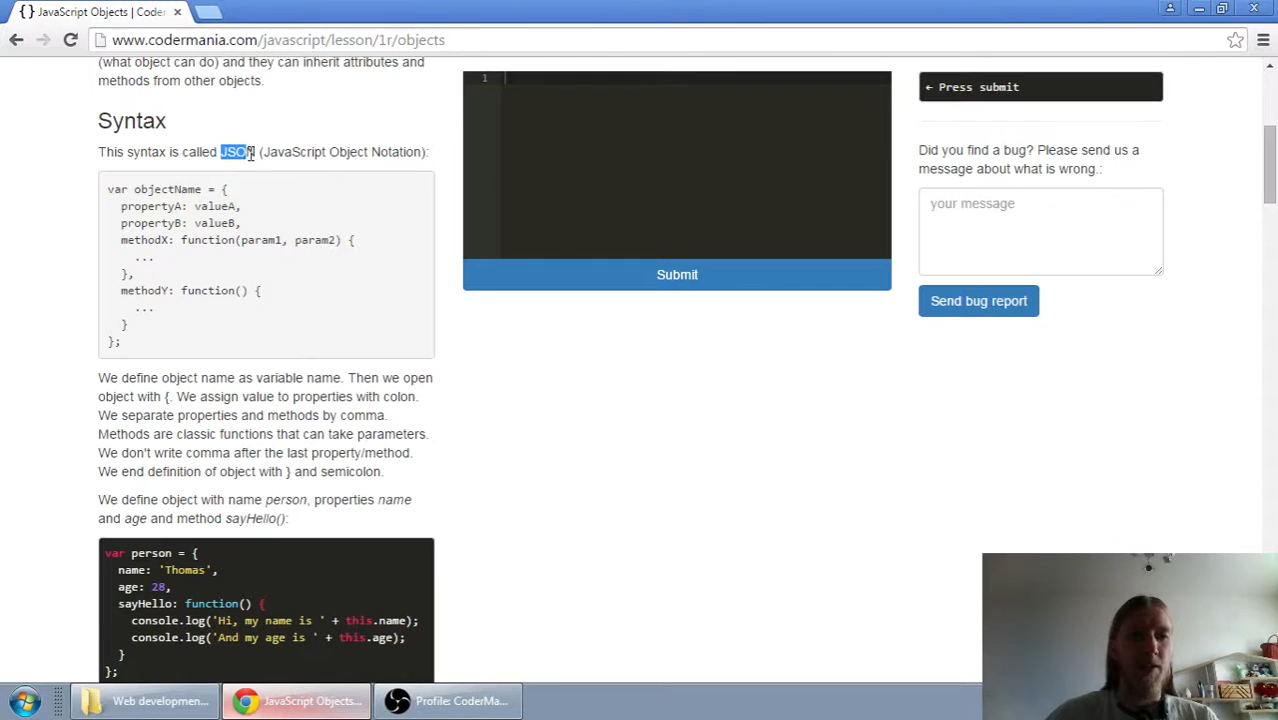 JavaScript Objects | Coder
www.codermania.com/javascript/lesson/1r/objects
(what object can do) and they can inherit attributes and
methods from other objects.
Syntax
This syntax is called JSON (JavaScript Object Notation):
var objectName = {
propertyA: valueA,
propertyB: valueB,
methodX: function(param1, param2) {
...
},
methodY: function() {
...
}
};
We define object name as variable name. Then we open
object with {. We assign value to properties with colon.
We separate properties and methods by comma.
Methods are classic functions that can take parameters.
We don't write comma after the last property/method.
We end definition of object with } and semicolon.
We define object with name person, properties name
and age and method sayHello():
var person = {
name: 'Thomas',
age: 28,
sayHello: function() {
console.log('Hi, my name is ' + this.name);
console.log('And my age is ' + this.age);
}
};
1
Submit
← Press submit
Did you find a bug? Please send us a
message about what is wrong.:
your message
Send bug report
Web developmen...
JavaScript Objects...
Profile: CoderMa...